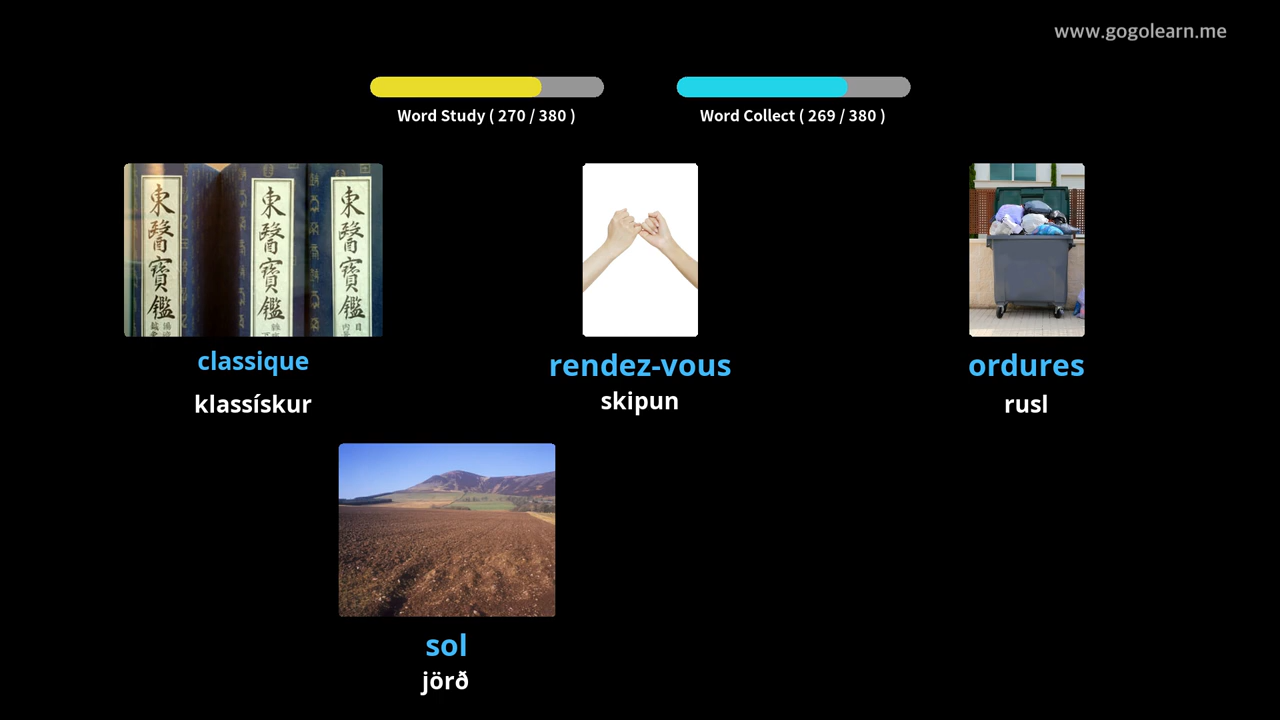 www.gogolearn.me
Word Study ( 270 / 380 )
Word Collect ( 269 / 380 )
東醫寶鑑
東醫寶鑑
東醫寶鑑
classique
klassískur
rendez-vous
skipun
ordures
rusl
sol
jörð